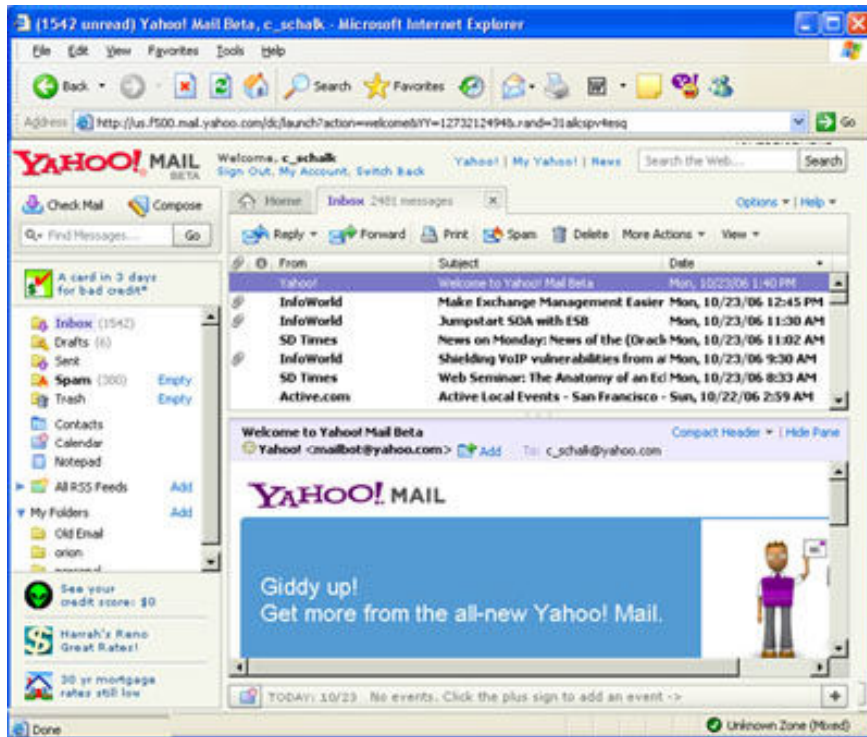 (1542 unread) Yahoo! Mail Beta, c_schalk - Microsoft Internet Explorer
File Edit View Favorites Tools Help
Back Search Favorites
Address http://us.f500.mail.yahoo.com/dc/launch?action=welcome&YY=1273212494&.rand=31ailcspv4esq Go
YAHOO! MAIL BETA
Welcome, c_schalk
Sign Out, My Account, Switch Back
Yahoo! | My Yahoo! | News Search the Web... Search
Check Mail Compose
Find Messages... Go
Home Inbox 2481 messages Options | Help
Reply Forward Print Spam Delete More Actions View
From Subject Date
Yahoo! Welcome to Yahoo! Mail Beta Mon, 10/23/06 1:40 PM
InfoWorld Make Exchange Management Easier Mon, 10/23/06 12:45 PM
InfoWorld Jumpstart SOA with ESB Mon, 10/23/06 11:30 AM
SD Times News on Monday: News of the (Orach Mon, 10/23/06 11:02 AM
InfoWorld Shielding VoIP vulnerabilities from a Mon, 10/23/06 9:30 AM
SD Times Web Seminar: The Anatomy of an Ecl Mon, 10/23/06 8:33 AM
Active.com Active Local Events - San Francisco - Sun, 10/22/06 2:59 AM
A card in 3 days
for bad credit*
Inbox (1542)
Drafts (6)
Sent
Spam (300) Empty
Trash Empty
Contacts
Calendar
Notepad
All RSS Feeds Add
My Folders Add
Old Email
orion
personal
See your
credit score: $0
Harrah's Reno
Great Rates!
30 yr mortgage
rates still low
Welcome to Yahoo! Mail Beta Compact Header | Hide Pane
Yahoo! <mailbot@yahoo.com> Add To: c_schalk@yahoo.com
YAHOO! MAIL
Giddy up!
Get more from the all-new Yahoo! Mail.
TODAY: 10/23 No events. Click the plus sign to add an event ->
Done Unknown Zone (Mixed)